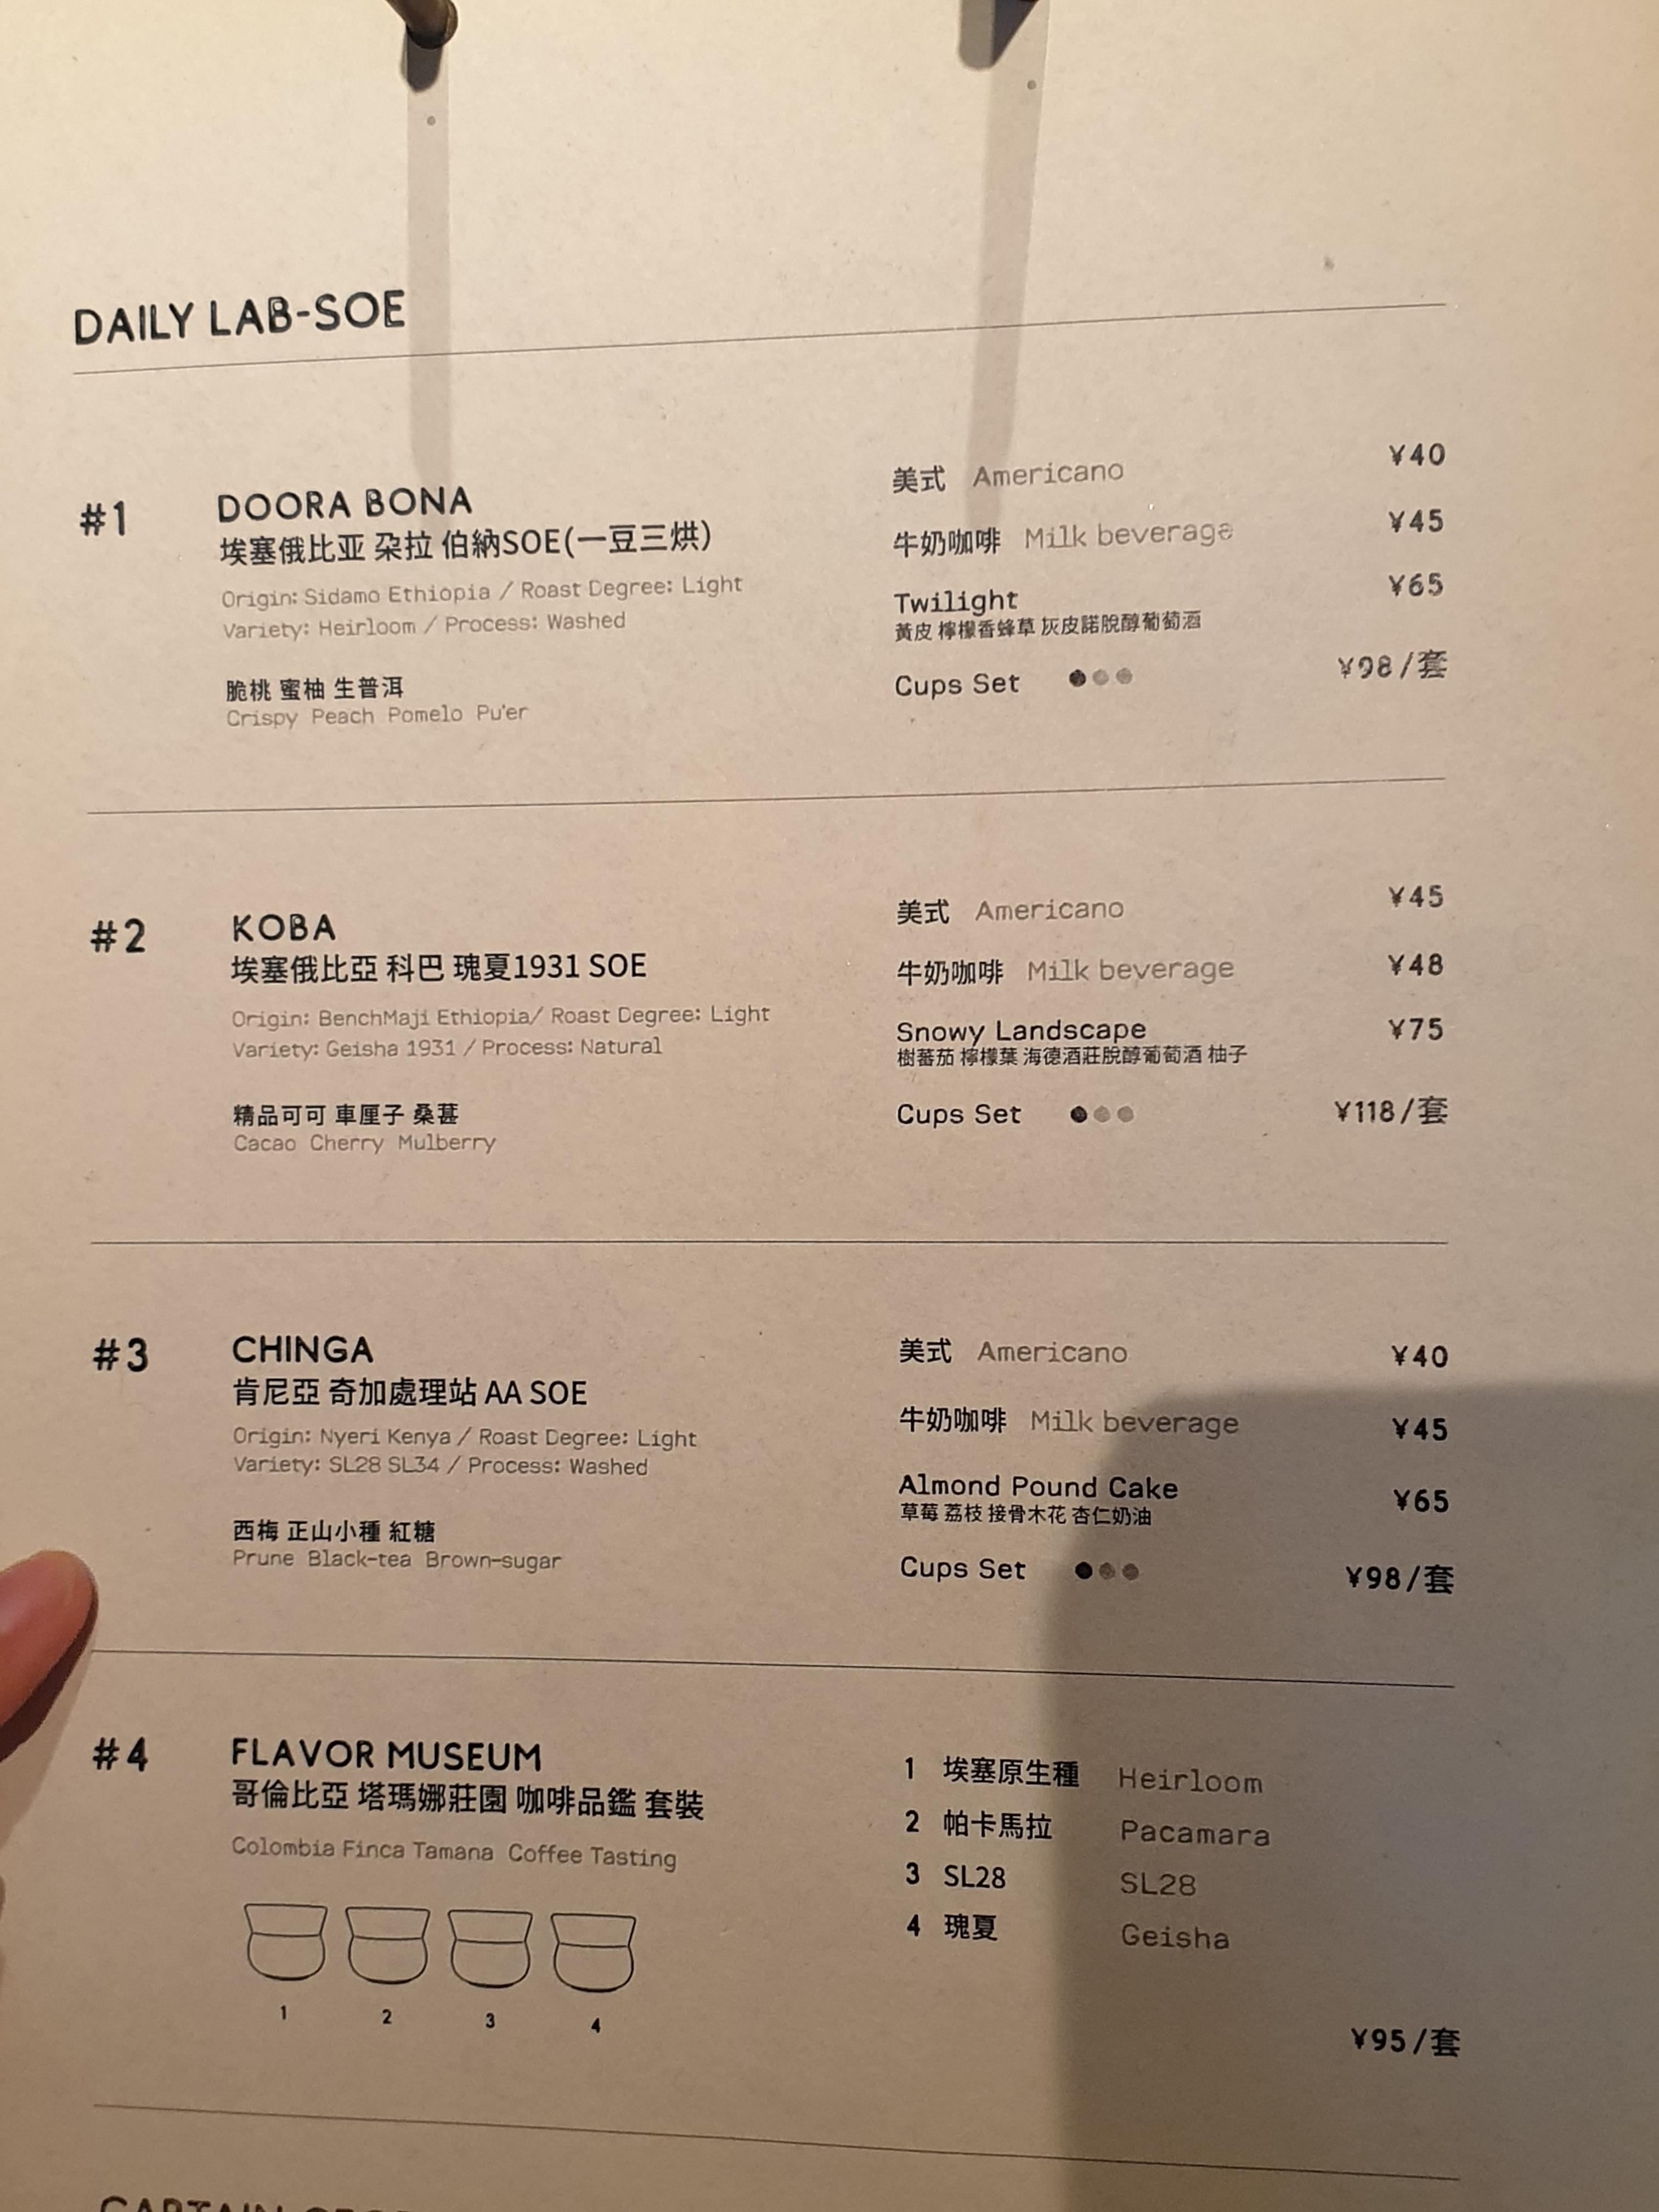 DAILY LAB-SOE
#1
DOORA BONA
埃塞俄比亚 朶拉 伯納SOE(一豆三烘)
Origin: Sidamo Ethiopia / Roast Degree: Light
Variety: Heirloom / Process: Washed
脆桃 蜜柚 生普洱
Crispy Peach Pomelo Pu'er
美式 Americano ¥40
牛奶咖啡 Milk beverage ¥45
Twilight ¥65
黃皮 檸檬香蜂草 灰皮諾脫醇葡萄酒
Cups Set ¥98/套
#2
KOBA
埃塞俄比亞 科巴 瑰夏1931 SOE
Origin: BenchMaji Ethiopia/ Roast Degree: Light
Variety: Geisha 1931 / Process: Natural
精品可可 車厘子 桑葚
Cacao Cherry Mulberry
美式 Americano ¥45
牛奶咖啡 Milk beverage ¥48
Snowy Landscape ¥75
樹蕃茄 檸檬葉 海德酒莊脫醇葡萄酒 柚子
Cups Set ¥118/套
#3
CHINGA
肯尼亞 奇加處理站 AA SOE
Origin: Nyeri Kenya / Roast Degree: Light
Variety: SL28 SL34 / Process: Washed
西梅 正山小種 紅糖
Prune Black-tea Brown-sugar
美式 Americano ¥40
牛奶咖啡 Milk beverage ¥45
Almond Pound Cake ¥65
草莓 荔枝 接骨木花 杏仁奶油
Cups Set ¥98/套
#4
FLAVOR MUSEUM
哥倫比亞 塔瑪娜莊園 咖啡品鑑 套裝
Colombia Finca Tamana Coffee Tasting
1 2 3 4
1 埃塞原生種 Heirloom
2 帕卡馬拉 Pacamara
3 SL28 SL28
4 瑰夏 Geisha
¥95/套